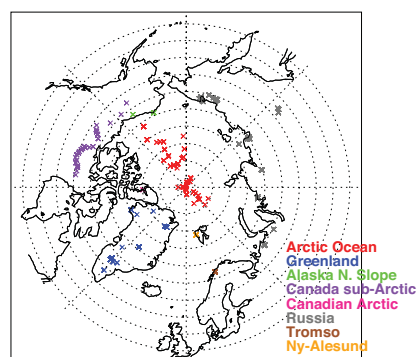 Arctic Ocean
Greenland
Alaska N. Slope
Canada sub-Arctic
Canadian Arctic
Russia
Tromso
Ny-Alesund